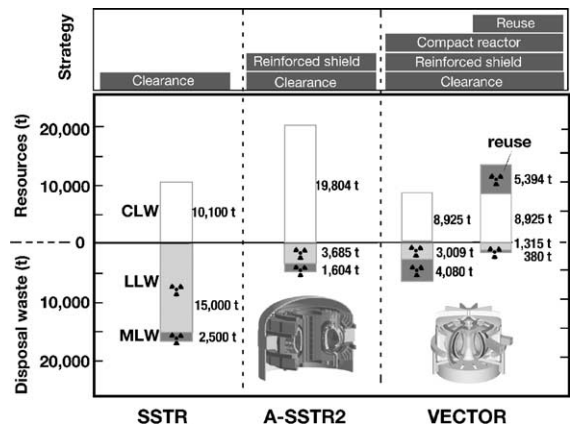 Strategy
Reuse
Compact reactor
Reinforced shield
Reinforced shield
Clearance
Clearance
Clearance
Resources (t)
20,000
10,000
0
Disposal waste (t)
10,000
20,000
CLW
LLW
MLW
10,100 t
15,000 t
2,500 t
19,804 t
3,685 t
1,604 t
8,925 t
3,009 t
4,080 t
reuse
5,394 t
8,925 t
1,315 t
380 t
SSTR
A-SSTR2
VECTOR